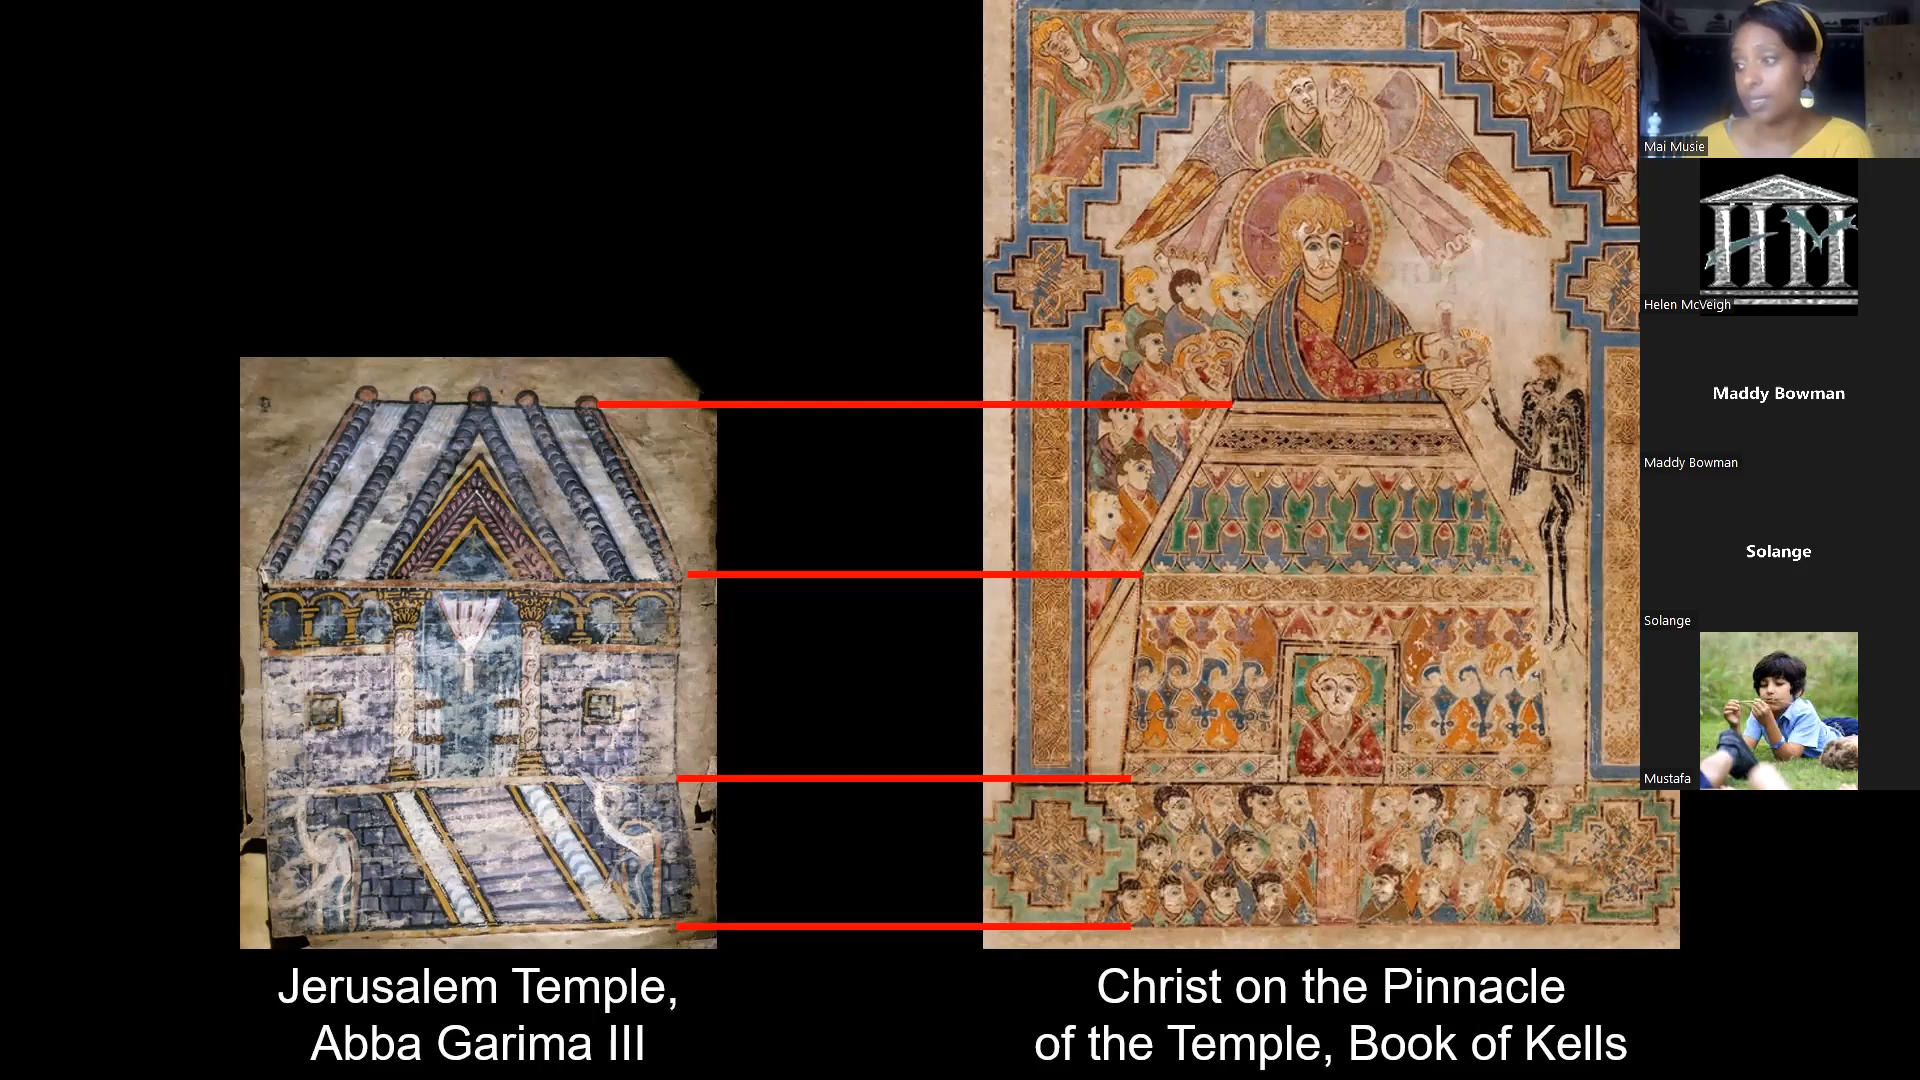 Jerusalem Temple,
Abba Garima III
Christ on the Pinnacle
of the Temple, Book of Kells
Mai Musie
HM
Helen McVeigh
Maddy Bowman
Maddy Bowman
Solange
Solange
Mustafa